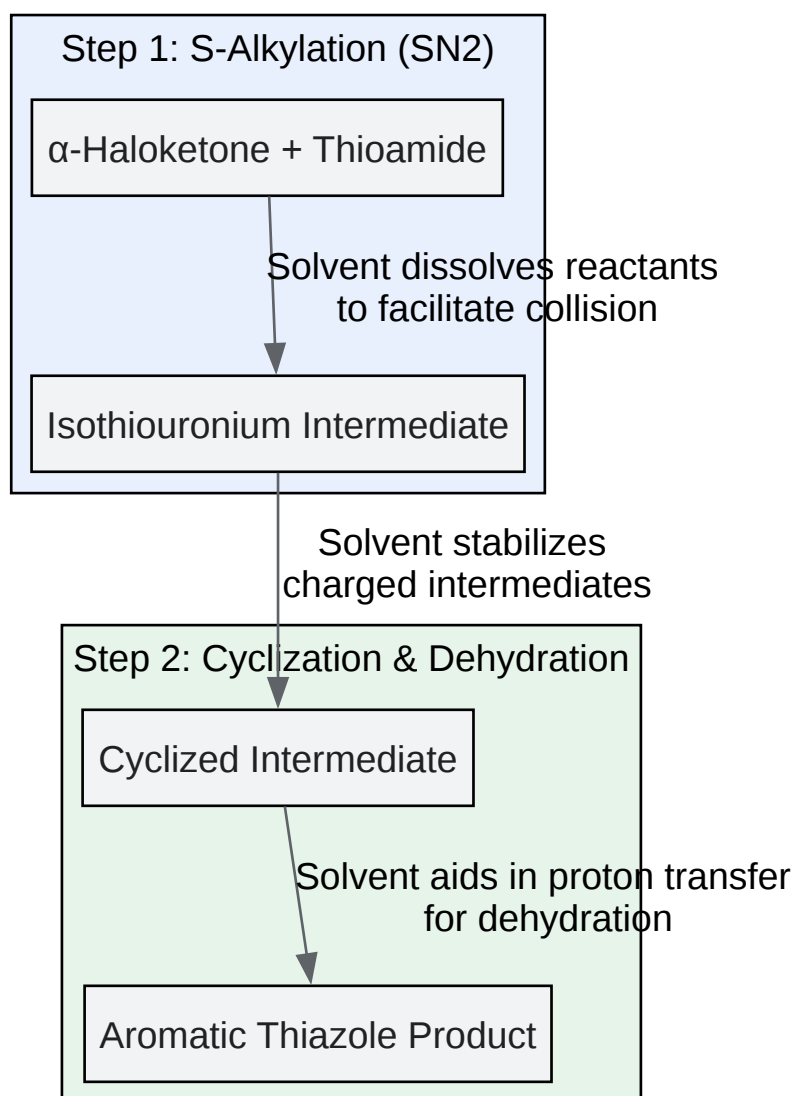 Step 1: S-Alkylation (SN2)
α-Haloketone + Thioamide
Solvent dissolves reactants
to facilitate collision
Isothiouronium Intermediate
Solvent stabilizes
charged intermediates
Step 2: Cyclization & Dehydration
Cyclized Intermediate
Solvent aids in proton transfer
for dehydration
Aromatic Thiazole Product